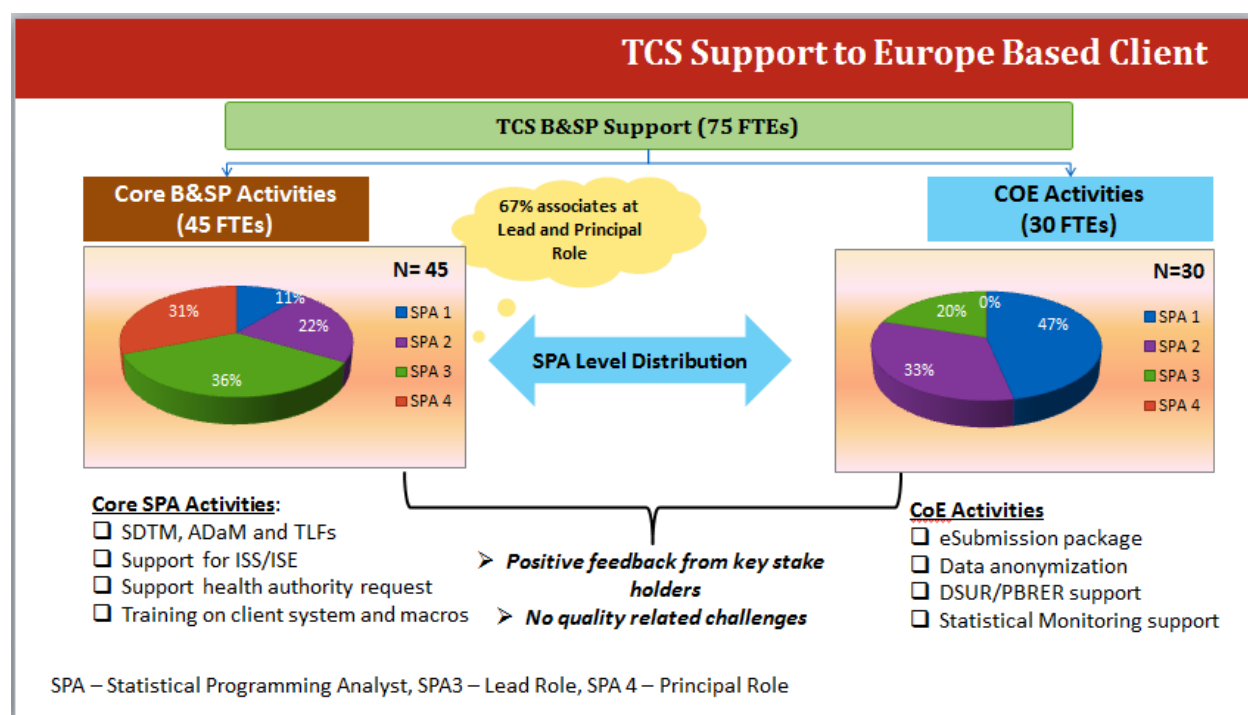 TCS Support to Europe Based Client
TCS B&SP Support (75 FTEs)
Core B&SP Activities
(45 FTEs)
67% associates at
Lead and Principal
Role
COE Activities
(30 FTEs)
N= 45
11%
22%
36%
31%
SPA 1
SPA 2
SPA 3
SPA 4
SPA Level Distribution
N=30
0%
47%
33%
20%
SPA 1
SPA 2
SPA 3
SPA 4
Core SPA Activities:
❑ SDTM, ADaM and TLFs
❑ Support for ISS/ISE
❑ Support health authority request
❑ Training on client system and macros
➢ Positive feedback from key stake
holders
➢ No quality related challenges
CoE Activities
❑ eSubmission package
❑ Data anonymization
❑ DSUR/PBRER support
❑ Statistical Monitoring support
SPA – Statistical Programming Analyst, SPA3 – Lead Role, SPA 4 – Principal Role